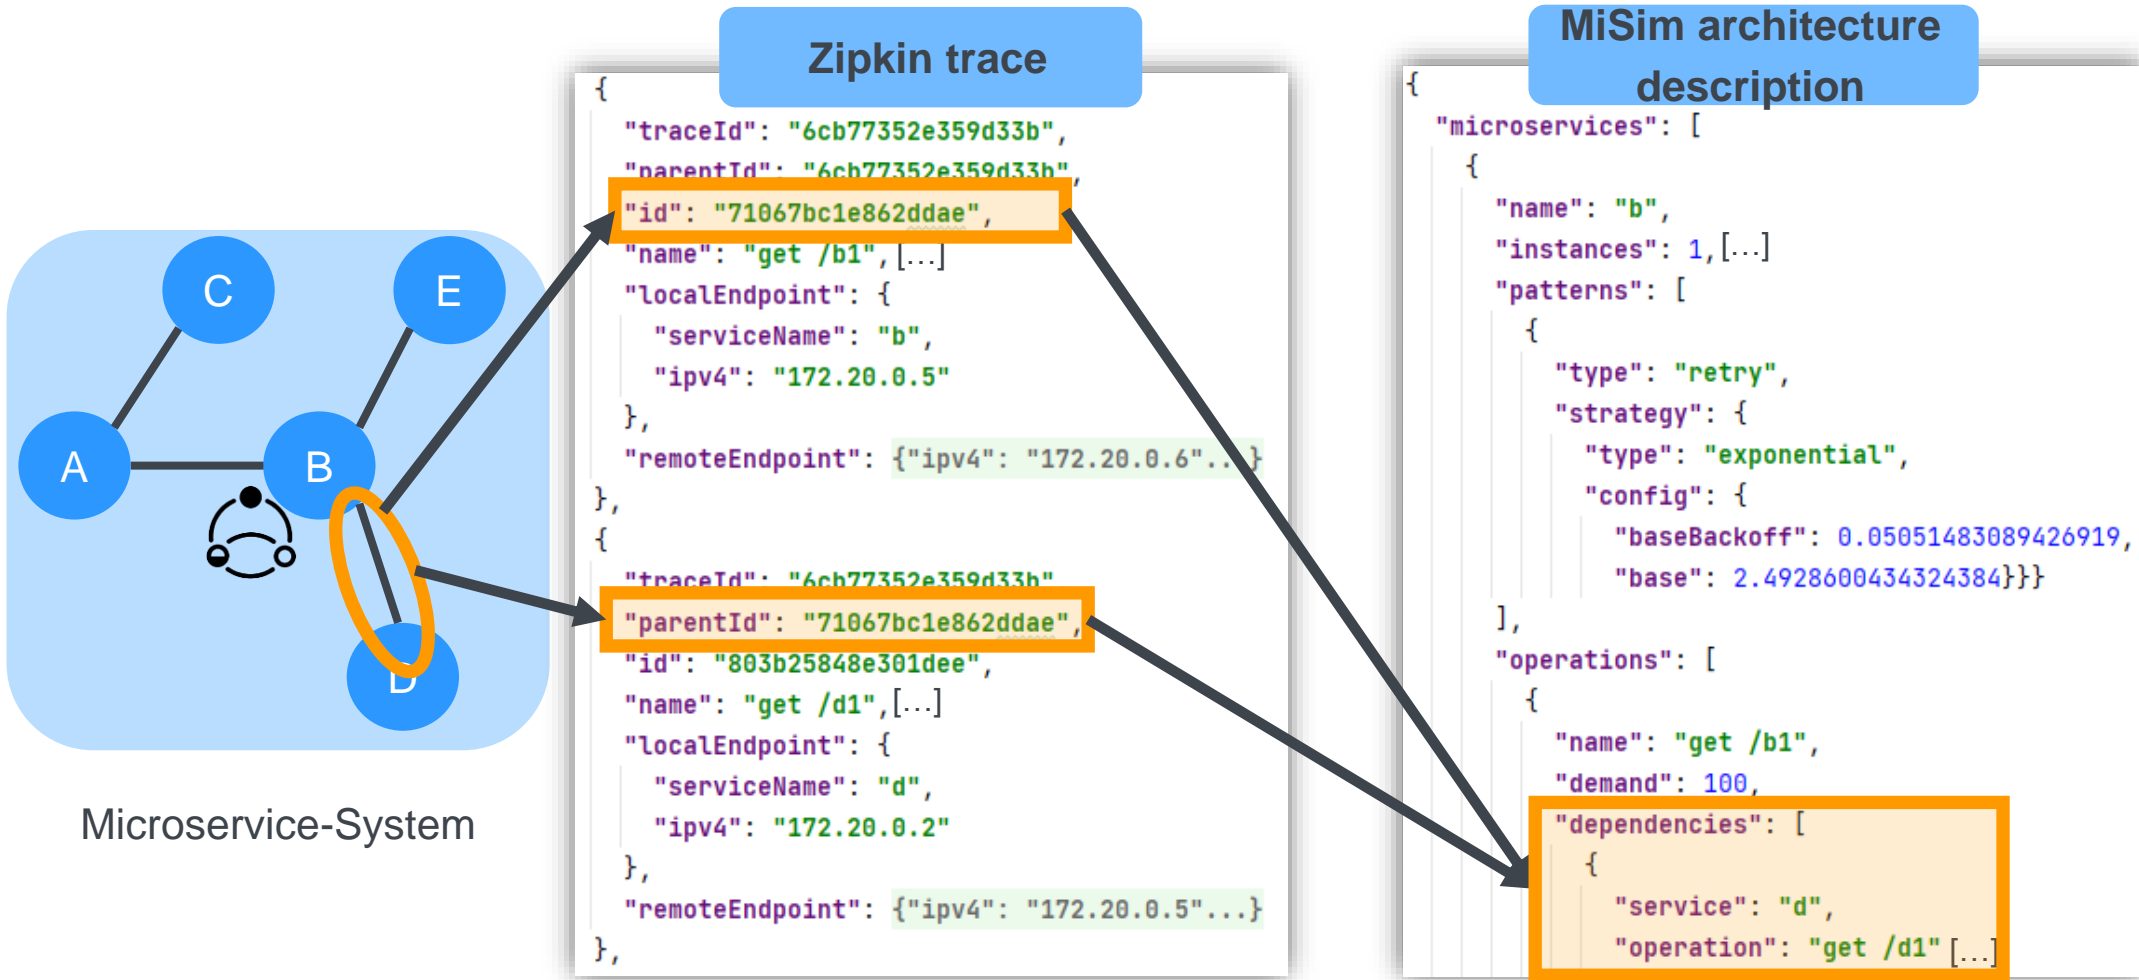 C
E
A
B
D
Microservice-System
Zipkin trace
{
"traceId": "6cb77352e359d33b",
"parentId": "6cb77352e359d33b",
"id": "71067bc1e862ddae",
"name": "get /b1", [...]
"localEndpoint": {
"serviceName": "b",
"ipv4": "172.20.0.5"
},
"remoteEndpoint": {"ipv4": "172.20.0.6"...}
},
{
"traceId": "6cb77352e359d33b"
"parentId": "71067bc1e862ddae",
"id": "803b25848e301dee",
"name": "get /d1", [...]
"localEndpoint": {
"serviceName": "d",
"ipv4": "172.20.0.2"
},
"remoteEndpoint": {"ipv4": "172.20.0.5"...}
},
MiSim architecture
description
{
"microservices": [
{
"name": "b",
"instances": 1, [...]
"patterns": [
{
"type": "retry",
"strategy": {
"type": "exponential",
"config": {
"baseBackoff": 0.05051483089426919,
"base": 2.4928600434324384}}}
],
"operations": [
{
"name": "get /b1",
"demand": 100,
"dependencies": [
{
"service": "d",
"operation": "get /d1" [...]